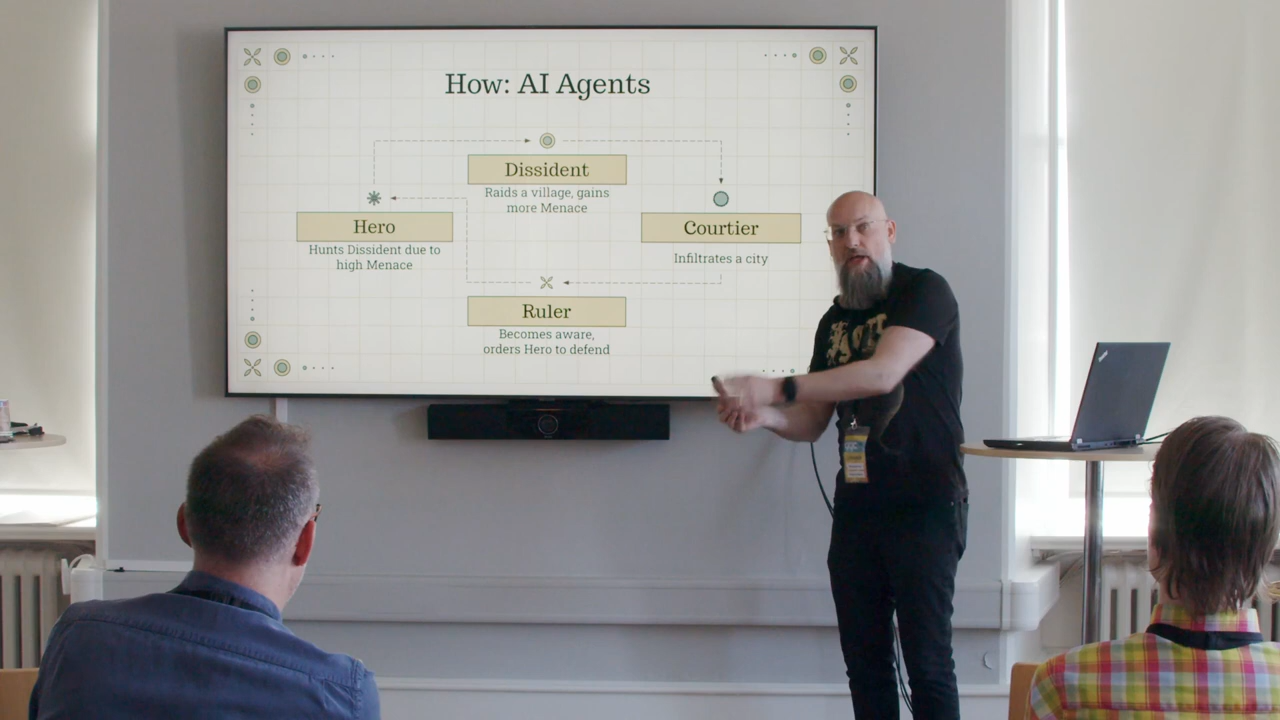 How: AI Agents
Dissident
Raids a village, gains
more Menace
Hero
Hunts Dissident due to
high Menace
Courtier
Infiltrates a city
Ruler
Becomes aware,
orders Hero to defend